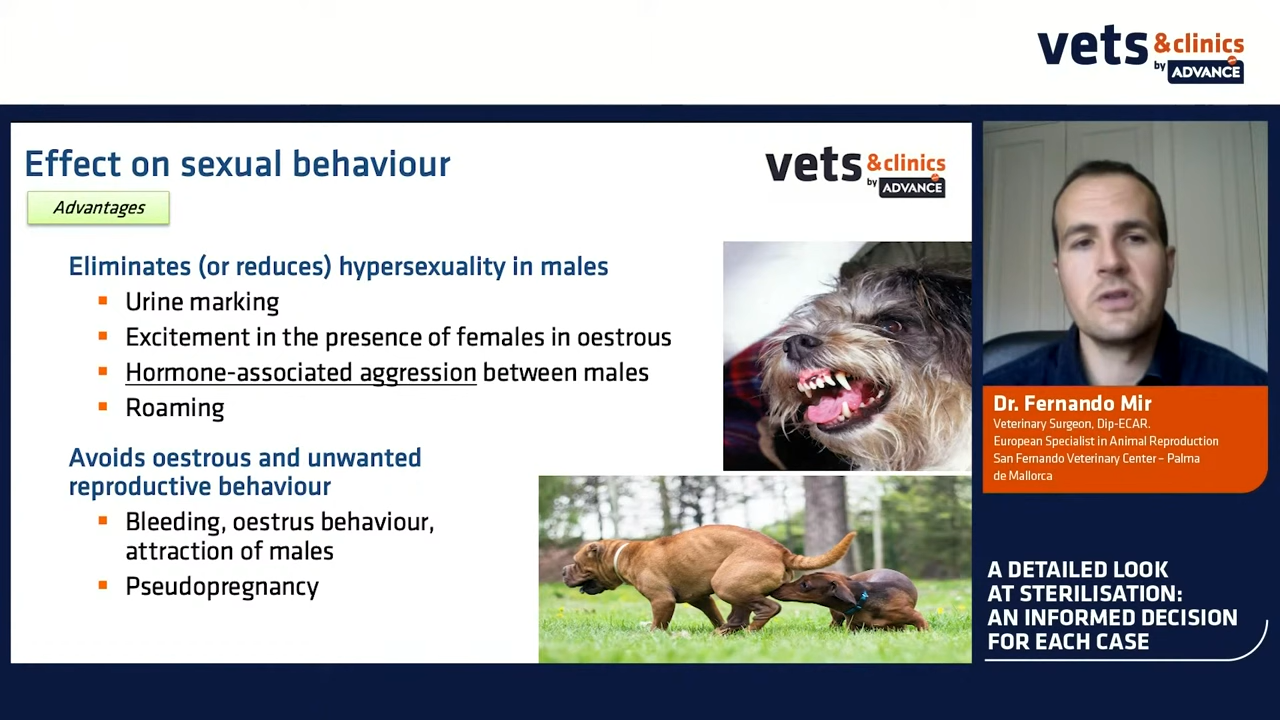 vets &clinics
by ADVANCE
Effect on sexual behaviour
vets &clinics
by ADVANCE
Advantages
Eliminates (or reduces) hypersexuality in males
Urine marking
Excitement in the presence of females in oestrous
Hormone-associated aggression between males
Roaming
Avoids oestrous and unwanted
reproductive behaviour
Bleeding, oestrus behaviour,
attraction of males
Pseudopregnancy
Dr. Fernando Mir
Veterinary Surgeon, Dip-ECAR.
European Specialist in Animal Reproduction
San Fernando Veterinary Center – Palma
de Mallorca
A DETAILED LOOK
AT STERILISATION:
AN INFORMED DECISION
FOR EACH CASE